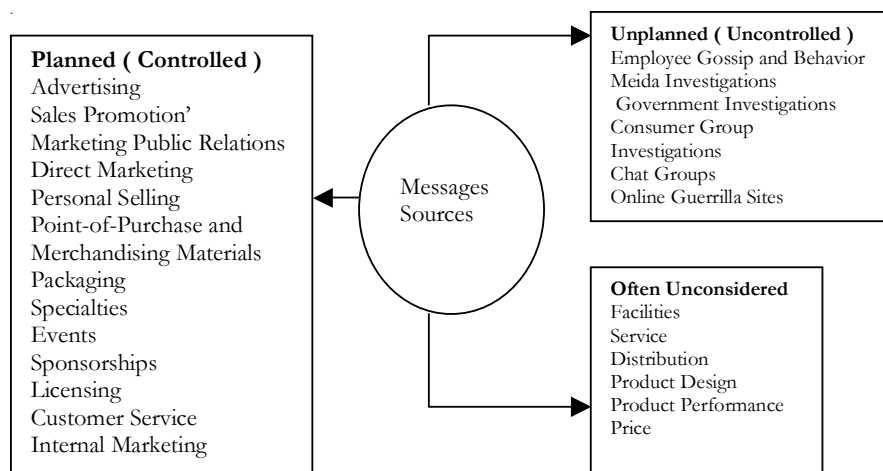 Planned ( Controlled )
Advertising
Sales Promotion’
Marketing Public Relations
Direct Marketing
Personal Selling
Point-of-Purchase and
Merchandising Materials
Packaging
Specialties
Events
Sponsorships
Licensing
Customer Service
Internal Marketing
Messages
Sources
Unplanned ( Uncontrolled )
Employee Gossip and Behavior
Meida Investigations
Government Investigations
Consumer Group
Investigations
Chat Groups
Online Guerrilla Sites
Often Unconsidered
Facilities
Service
Distribution
Product Design
Product Performance
Price